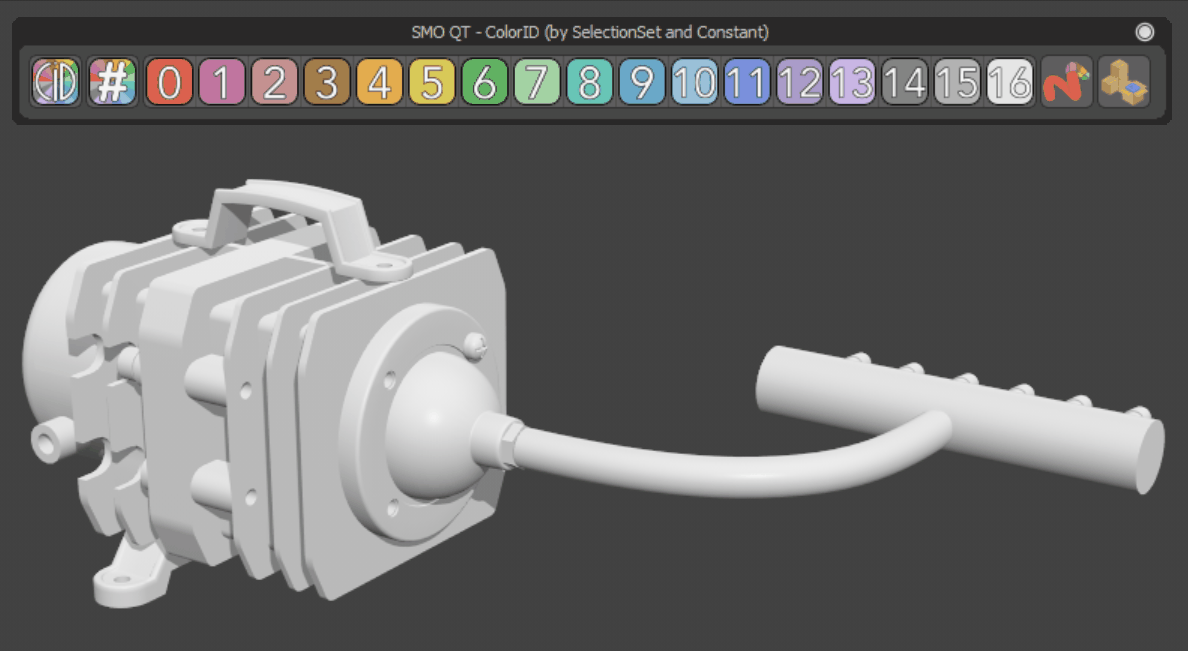 SMO QT - ColorID (by SelectionSet and Constant)
ID # 0 1 2 3 4 5 6 7 8 9 10 11 12 13 14 15 16